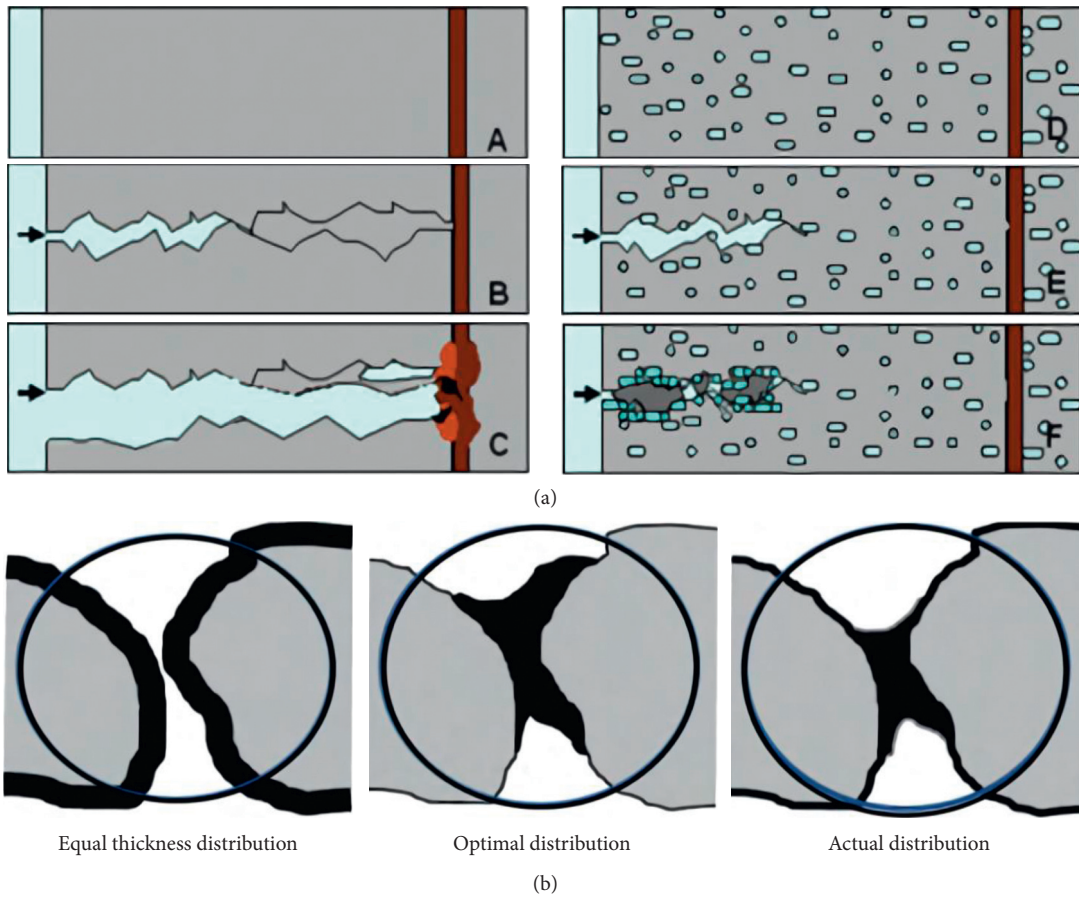 A
D
B
E
C
F
(a)
Equal thickness distribution
Optimal distribution
Actual distribution
(b)